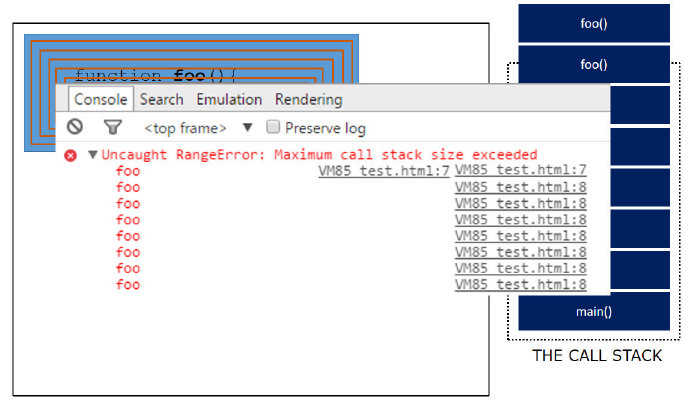 foo()
function foo(){
foo()
Console Search Emulation Rendering
<top frame> ▼ Preserve log
▼Uncaught RangeError: Maximum call stack size exceeded
foo VM85 test.html:7 VM85 test.html:7
foo VM85 test.html:8
foo VM85 test.html:8
foo VM85 test.html:8
foo VM85 test.html:8
foo VM85 test.html:8
foo VM85 test.html:8
foo VM85 test.html:8
main()
THE CALL STACK